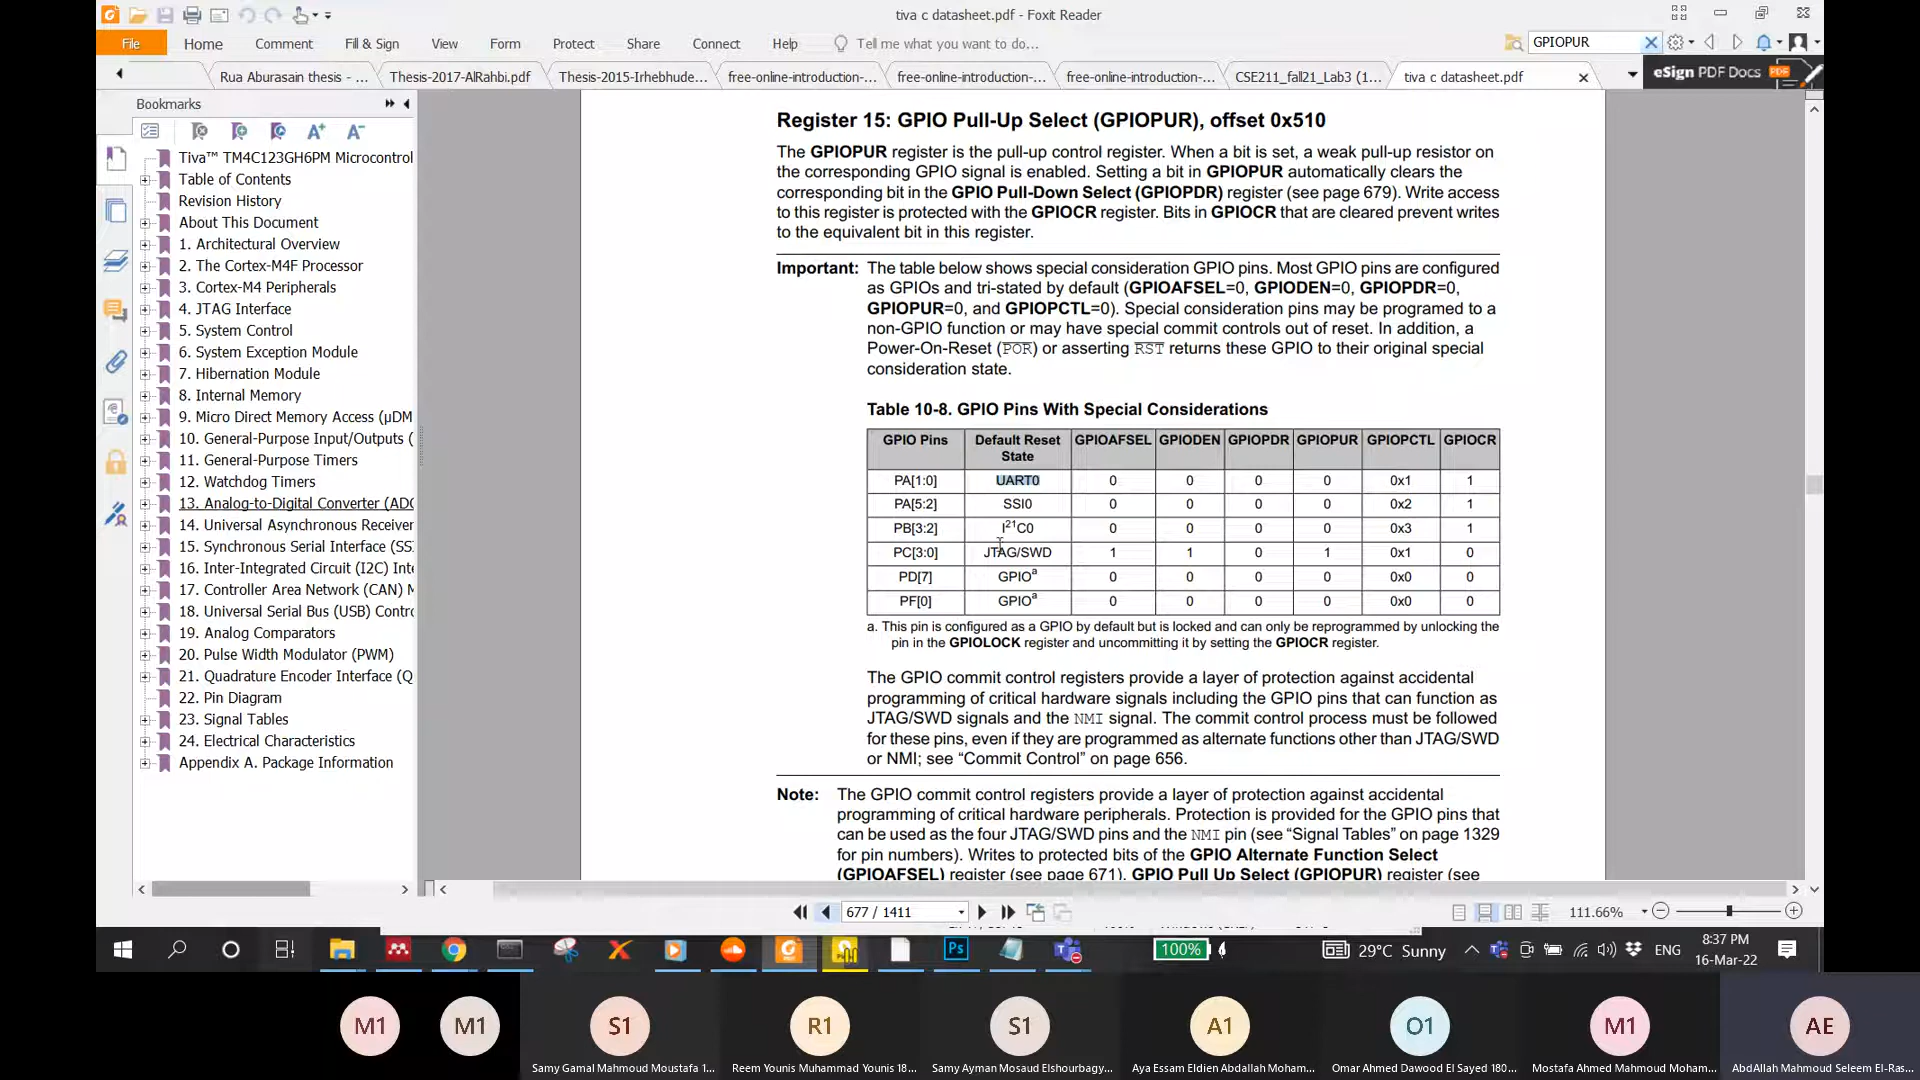 tiva c datasheet.pdf - Foxit Reader
File Home Comment Fill & Sign View Form Protect Share Connect Help Tell me what you want to do... GPIOPUR
Rua Aburasain thesis - ... Thesis-2017-AlRahbi.pdf Thesis-2015-Irhebhude... free-online-introduction-... free-online-introduction-... free-online-introduction-... CSE211_fall21_Lab3 (1... tiva c datasheet.pdf eSign PDF Docs
Bookmarks
Tiva™ TM4C123GH6PM Microcontrol
Table of Contents
Revision History
About This Document
1. Architectural Overview
2. The Cortex-M4F Processor
3. Cortex-M4 Peripherals
4. JTAG Interface
5. System Control
6. System Exception Module
7. Hibernation Module
8. Internal Memory
9. Micro Direct Memory Access (µDM
10. General-Purpose Input/Outputs (
11. General-Purpose Timers
12. Watchdog Timers
13. Analog-to-Digital Converter (ADC
14. Universal Asynchronous Receiver
15. Synchronous Serial Interface (SS
16. Inter-Integrated Circuit (I2C) Inte
17. Controller Area Network (CAN) M
18. Universal Serial Bus (USB) Contro
19. Analog Comparators
20. Pulse Width Modulator (PWM)
21. Quadrature Encoder Interface (Q
22. Pin Diagram
23. Signal Tables
24. Electrical Characteristics
Appendix A. Package Information
Register 15: GPIO Pull-Up Select (GPIOPUR), offset 0x510
The GPIOPUR register is the pull-up control register. When a bit is set, a weak pull-up resistor on
the corresponding GPIO signal is enabled. Setting a bit in GPIOPUR automatically clears the
corresponding bit in the GPIO Pull-Down Select (GPIOPDR) register (see page 679). Write access
to this register is protected with the GPIOCR register. Bits in GPIOCR that are cleared prevent writes
to the equivalent bit in this register.
Important: The table below shows special consideration GPIO pins. Most GPIO pins are configured
as GPIOs and tri-stated by default (GPIOAFSEL=0, GPIODEN=0, GPIOPDR=0,
GPIOPUR=0, and GPIOPCTL=0). Special consideration pins may be programed to a
non-GPIO function or may have special commit controls out of reset. In addition, a
Power-On-Reset (POR) or asserting RST returns these GPIO to their original special
consideration state.
Table 10-8. GPIO Pins With Special Considerations
GPIO Pins Default Reset State GPIOAFSEL GPIODEN GPIOPDR GPIOPUR GPIOPCTL GPIOCR
PA[1:0] UART0 0 0 0 0 0x1 1
PA[5:2] SSI0 0 0 0 0 0x2 1
PB[3:2] I21C0 0 0 0 0 0x3 1
PC[3:0] JTAG/SWD 1 1 0 1 0x1 0
PD[7] GPIOa 0 0 0 0 0x0 0
PF[0] GPIOa 0 0 0 0 0x0 0
a. This pin is configured as a GPIO by default but is locked and can only be reprogrammed by unlocking the
pin in the GPIOLOCK register and uncommitting it by setting the GPIOCR register.
The GPIO commit control registers provide a layer of protection against accidental
programming of critical hardware signals including the GPIO pins that can function as
JTAG/SWD signals and the NMI signal. The commit control process must be followed
for these pins, even if they are programmed as alternate functions other than JTAG/SWD
or NMI; see “Commit Control” on page 656.
Note: The GPIO commit control registers provide a layer of protection against accidental
programming of critical hardware peripherals. Protection is provided for the GPIO pins that
can be used as the four JTAG/SWD pins and the NMI pin (see “Signal Tables” on page 1329
for pin numbers). Writes to protected bits of the GPIO Alternate Function Select
(GPIOAFSEL) register (see page 671), GPIO Pull Up Select (GPIOPUR) register (see
677 / 1411 111.66%
100% 29°C Sunny ENG 8:37 PM
16-Mar-22
M1 M1 S1 R1 S1 A1 O1 M1 AE
Samy Gamal Mahmoud Moustafa 1... Reem Younis Muhammad Younis 18... Samy Ayman Mosaud Elshourbagy... Aya Essam Eldien Abdallah Moham... Omar Ahmed Dawood El Sayed 180... Mostafa Ahmed Mahmoud Moham... AbdAllah Mahmoud Seleem El-Ras...